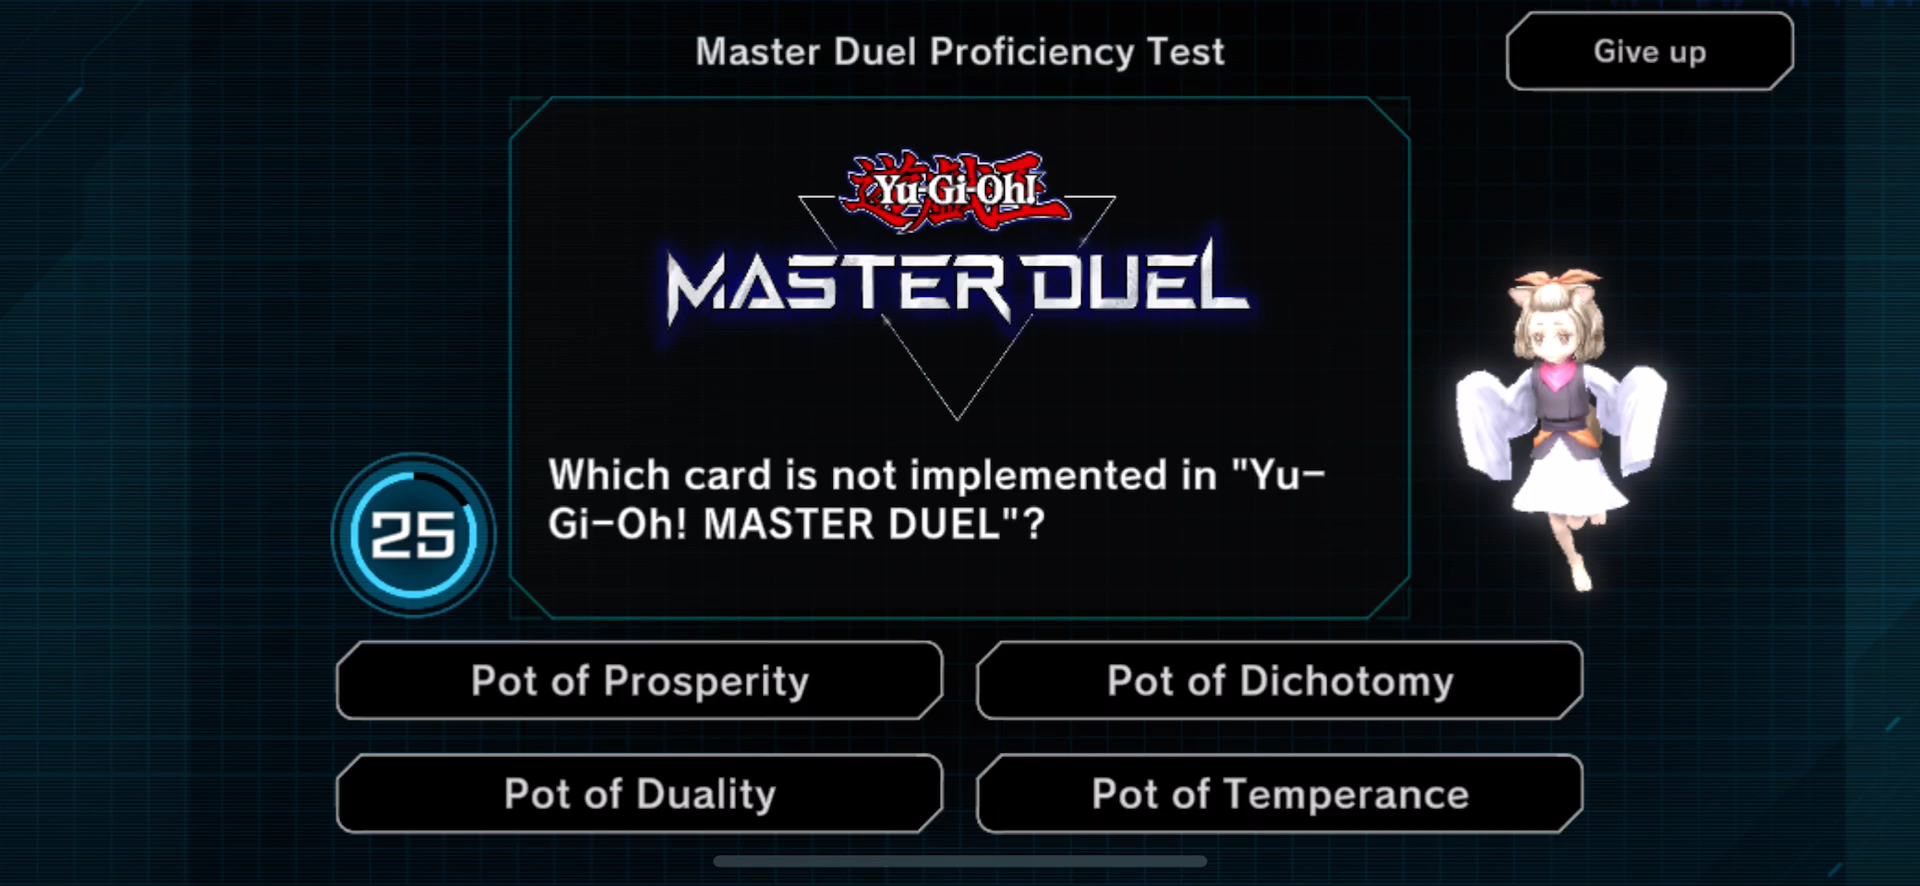 Master Duel Proficiency Test
Give up
遊戯王
Yu-Gi-Oh!
MASTER DUEL
Which card is not implemented in "Yu-
Gi-Oh! MASTER DUEL"?
25
Pot of Prosperity
Pot of Dichotomy
Pot of Duality
Pot of Temperance